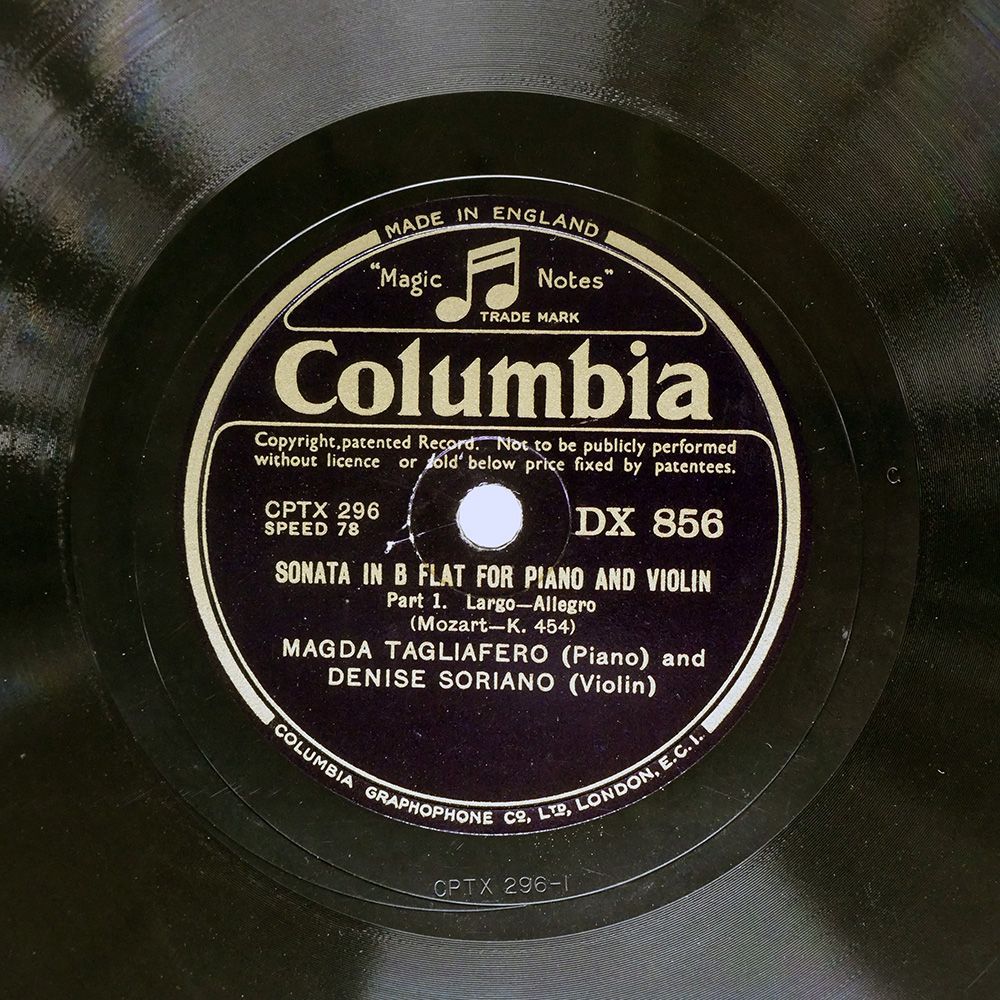 MADE IN ENGLAND
"Magic Notes"
TRADE MARK
Columbia
Copyright,patented Record. Not to be publicly performed
without licence or sold below price fixed by patentees.
CPTX 296
SPEED 78
DX 856
SONATA IN B FLAT FOR PIANO AND VIOLIN
Part 1. Largo—Allegro
(Mozart—K. 454)
MAGDA TAGLIAFERO (Piano) and
DENISE SORIANO (Violin)
COLUMBIA GRAPHOPHONE CO, LTD, LONDON, E.C.I.
CPTX 296-1
C